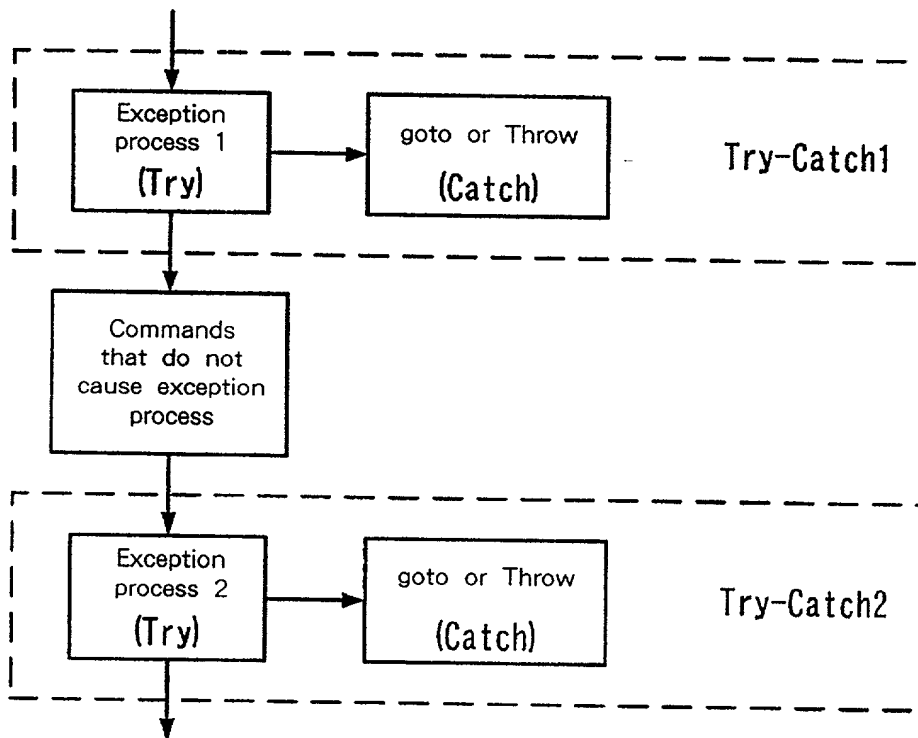 Exception
process 1
(Try)
goto or Throw
(Catch)
Try-Catch1
Commands
that do not
cause exception
process
Exception
process 2
(Try)
goto or Throw
(Catch)
Try-Catch2